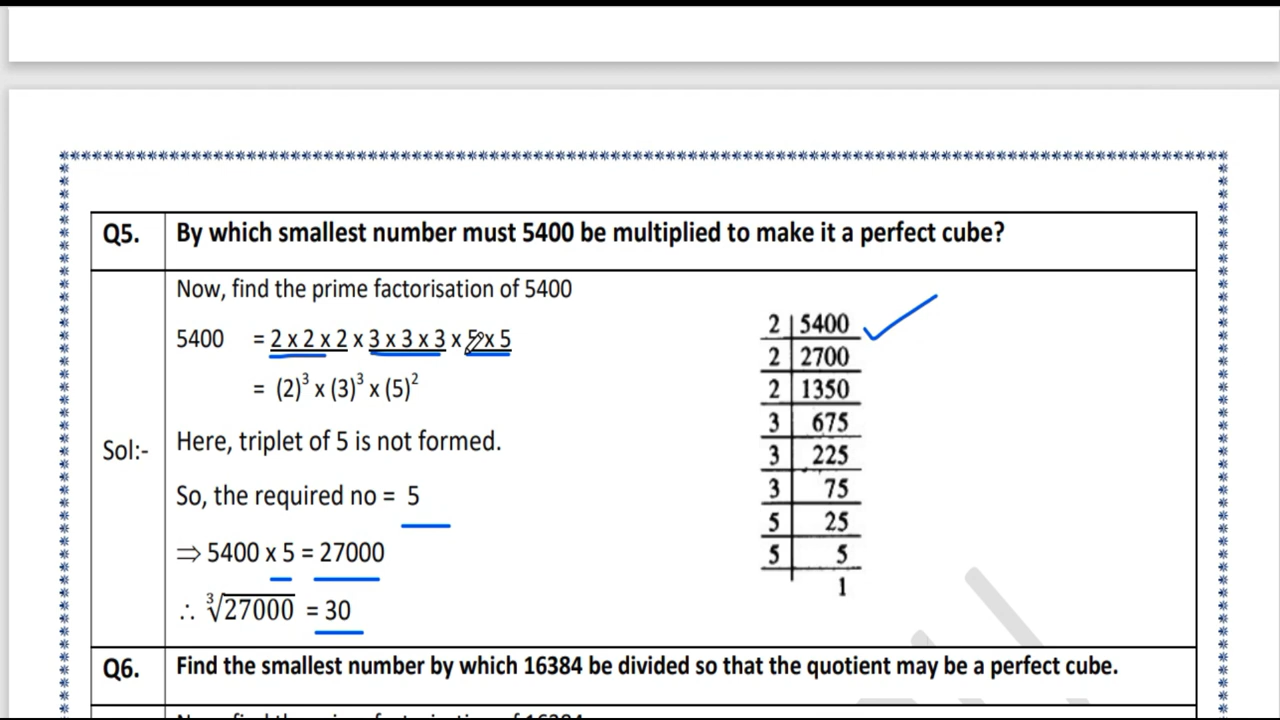 Q5. By which smallest number must 5400 be multiplied to make it a perfect cube?
Now, find the prime factorisation of 5400
5400 = 2 x 2 x 2 x 3 x 3 x 3 x 5 x 5
= (2)³ x (3)³ x (5)²
Sol:- Here, triplet of 5 is not formed.
So, the required no = 5
⇒ 5400 x 5 = 27000
∴ ∛27000 = 30
2 | 5400
2 | 2700
2 | 1350
3 | 675
3 | 225
3 | 75
5 | 25
5 | 5
1
Q6. Find the smallest number by which 16384 be divided so that the quotient may be a perfect cube.